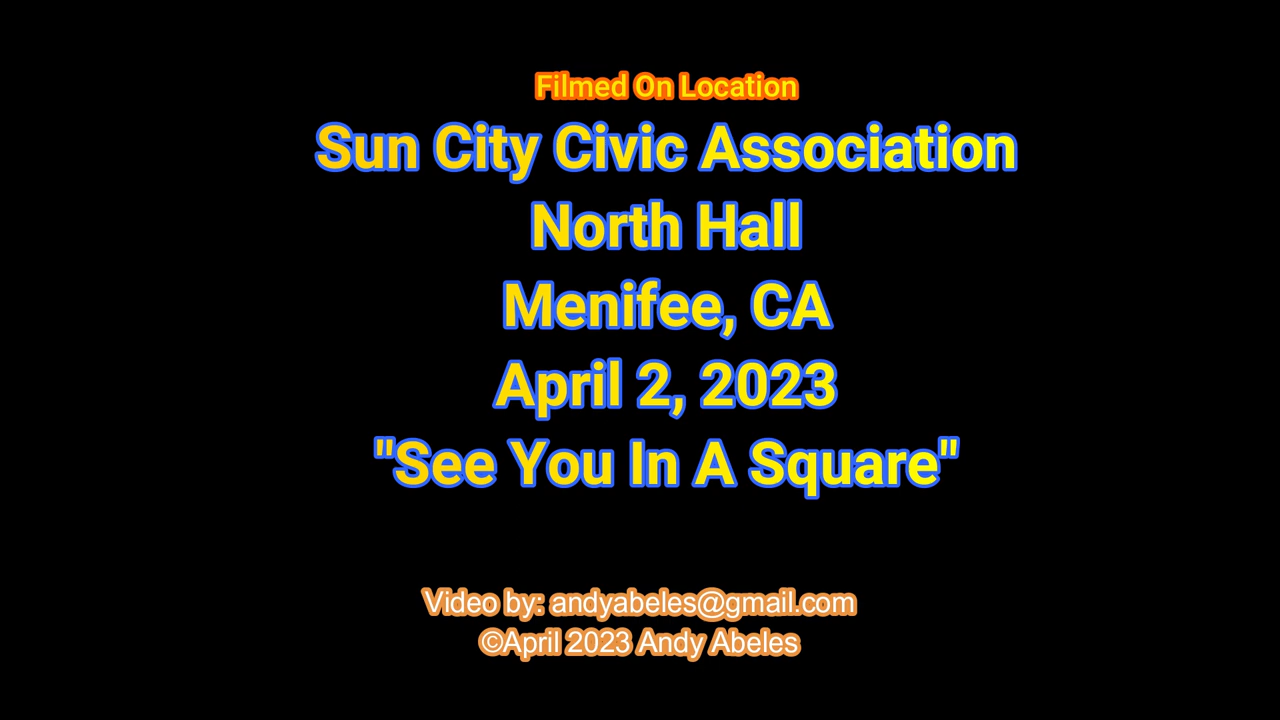 Filmed On Location
Sun City Civic Association
North Hall
Menifee, CA
April 2, 2023
"See You In A Square"
Video by: andyabeles@gmail.com
©April 2023 Andy Abeles